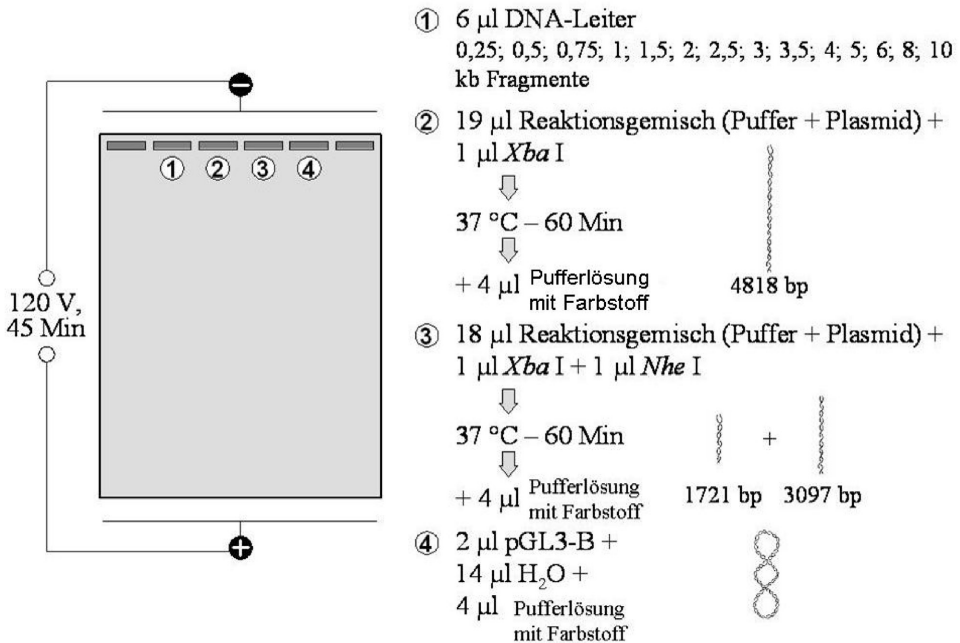 ① 6 µl DNA-Leiter
0,25; 0,5; 0,75; 1; 1,5; 2; 2,5; 3; 3,5; 4; 5; 6; 8; 10
kb Fragmente
−
① ② ③ ④
120 V,
45 Min
+
② 19 µl Reaktionsgemisch (Puffer + Plasmid) +
1 µl Xba I
37 °C – 60 Min
+ 4 µl Pufferlösung
mit Farbstoff
4818 bp
③ 18 µl Reaktionsgemisch (Puffer + Plasmid) +
1 µl Xba I + 1 µl Nhe I
37 °C – 60 Min
+
+ 4 µl Pufferlösung
mit Farbstoff
1721 bp 3097 bp
④ 2 µl pGL3-B +
14 µl H₂O +
4 µl Pufferlösung
mit Farbstoff